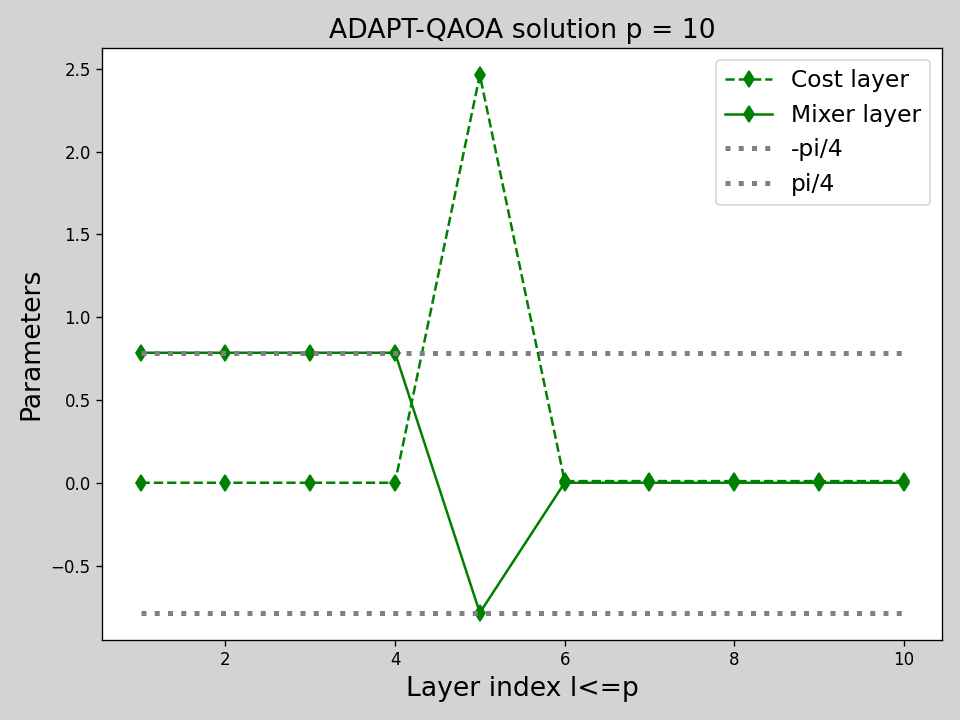 ADAPT-QAOA solution p = 10
Cost layer
Mixer layer
-pi/4
pi/4
2.5
2.0
1.5
1.0
0.5
0.0
−0.5
Parameters
2 4 6 8 10
Layer index l<=p